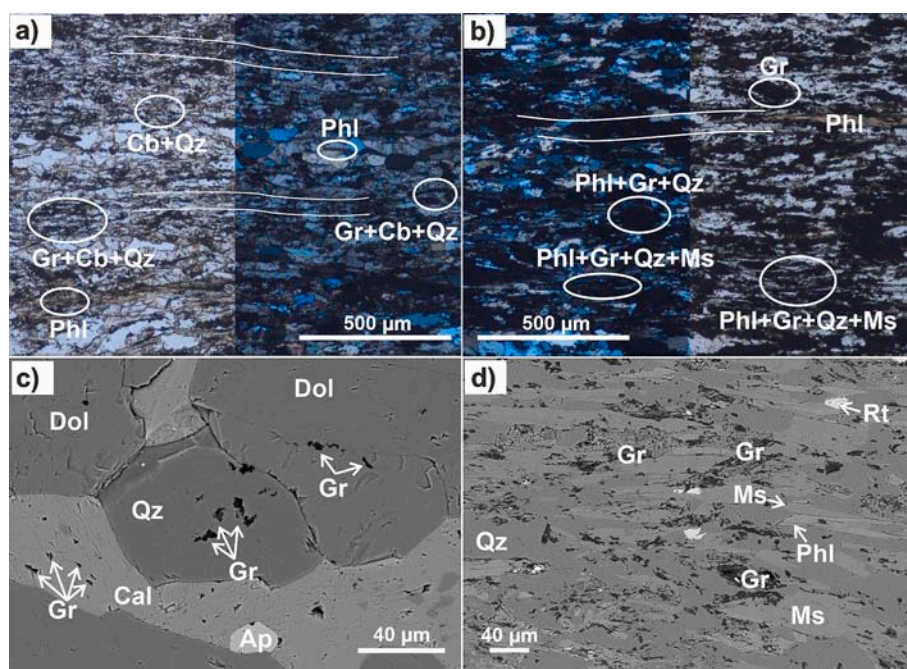 a)
Cb+Qz
Phl
Gr+Cb+Qz
Gr+Cb+Qz
Phl
500 µm
b)
Gr
Phl
Phl+Gr+Qz
Phl+Gr+Qz+Ms
Phl+Gr+Qz+Ms
500 µm
c)
Dol
Dol
Gr
Qz
Gr
Gr
Cal
Ap
40 µm
d)
Rt
Gr
Gr
Ms
Qz
Phl
Gr
Ms
40 µm